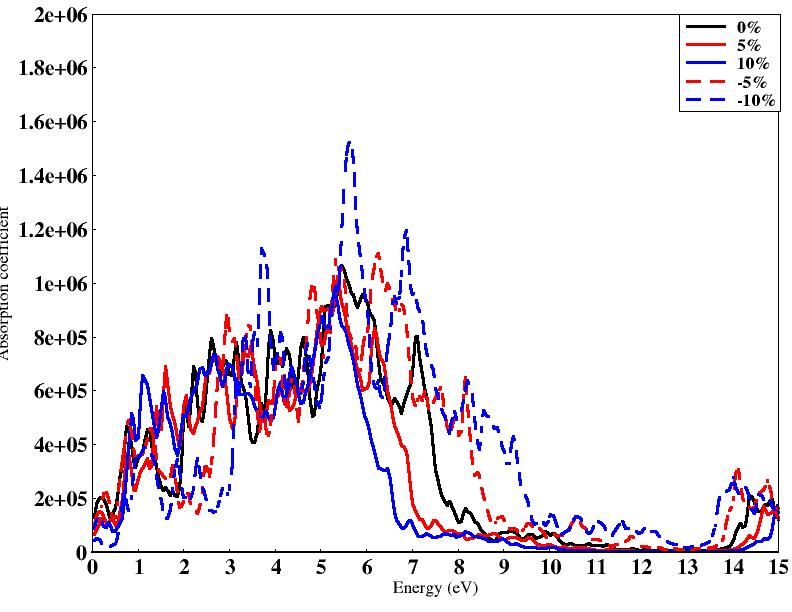 2e+06
1.8e+06
1.6e+06
1.4e+06
1.2e+06
1e+06
8e+05
6e+05
4e+05
2e+05
0
Absorption coefficient
0 1 2 3 4 5 6 7 8 9 10 11 12 13 14 15
Energy (eV)
0%
5%
10%
-5%
-10%